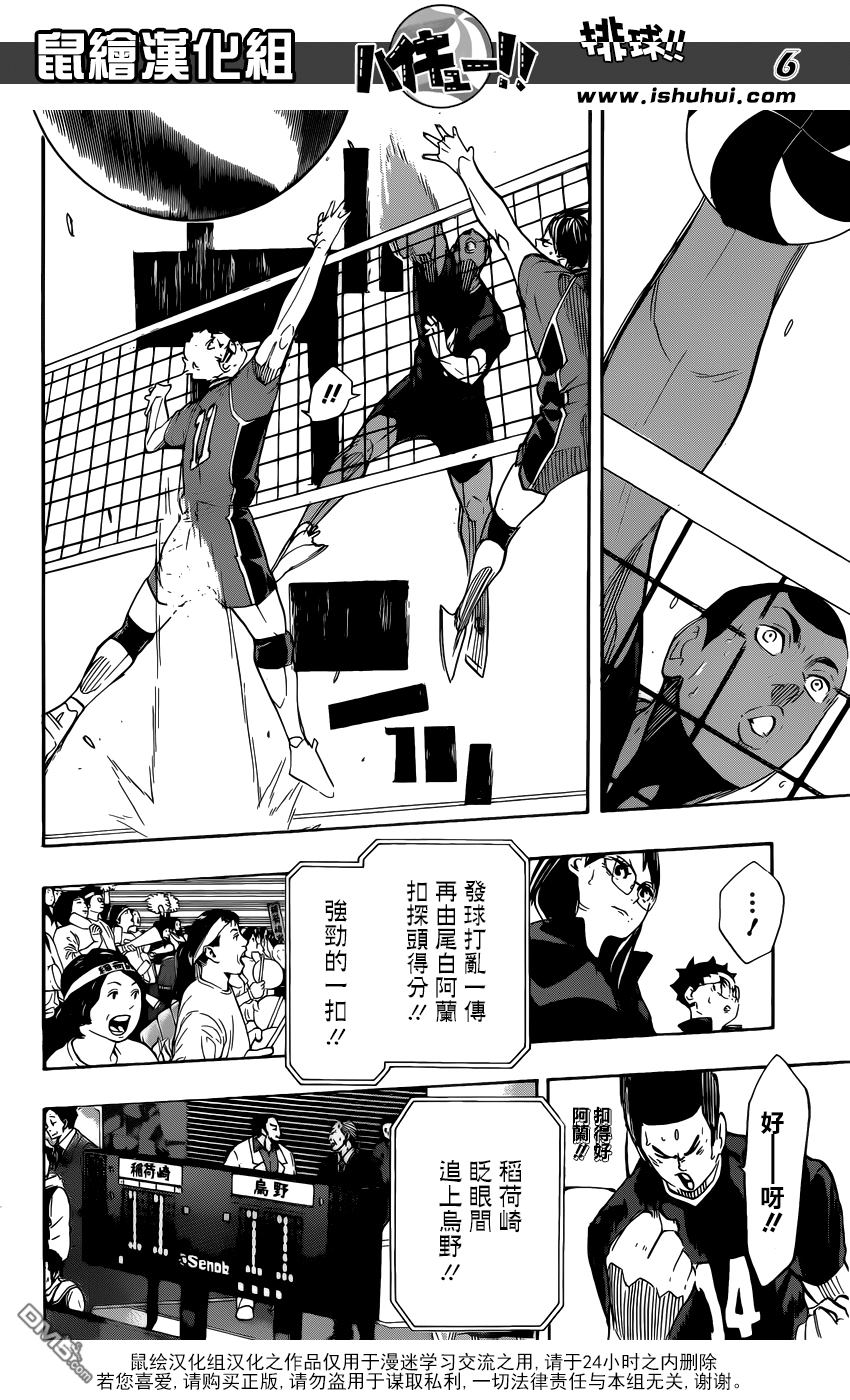 鼠繪漢化組
ハイキュー!!
排球!!
6
www.ishuhui.com
!!
11
…!
發球打亂一傳
再由尾白阿蘭
扣探頭得分!!
強勁的一扣!!
好——呀!!
扣得好
阿蘭!!
14
稻荷崎
眨眼間
追上烏野!!
稲荷崎
烏野
11
11
Senoh
鼠绘汉化组汉化之作品仅用于漫迷学习交流之用,请于24小时之内删除
若您喜爱,请购买正版,请勿盗用于谋取私利,一切法律责任与本组无关,谢谢。